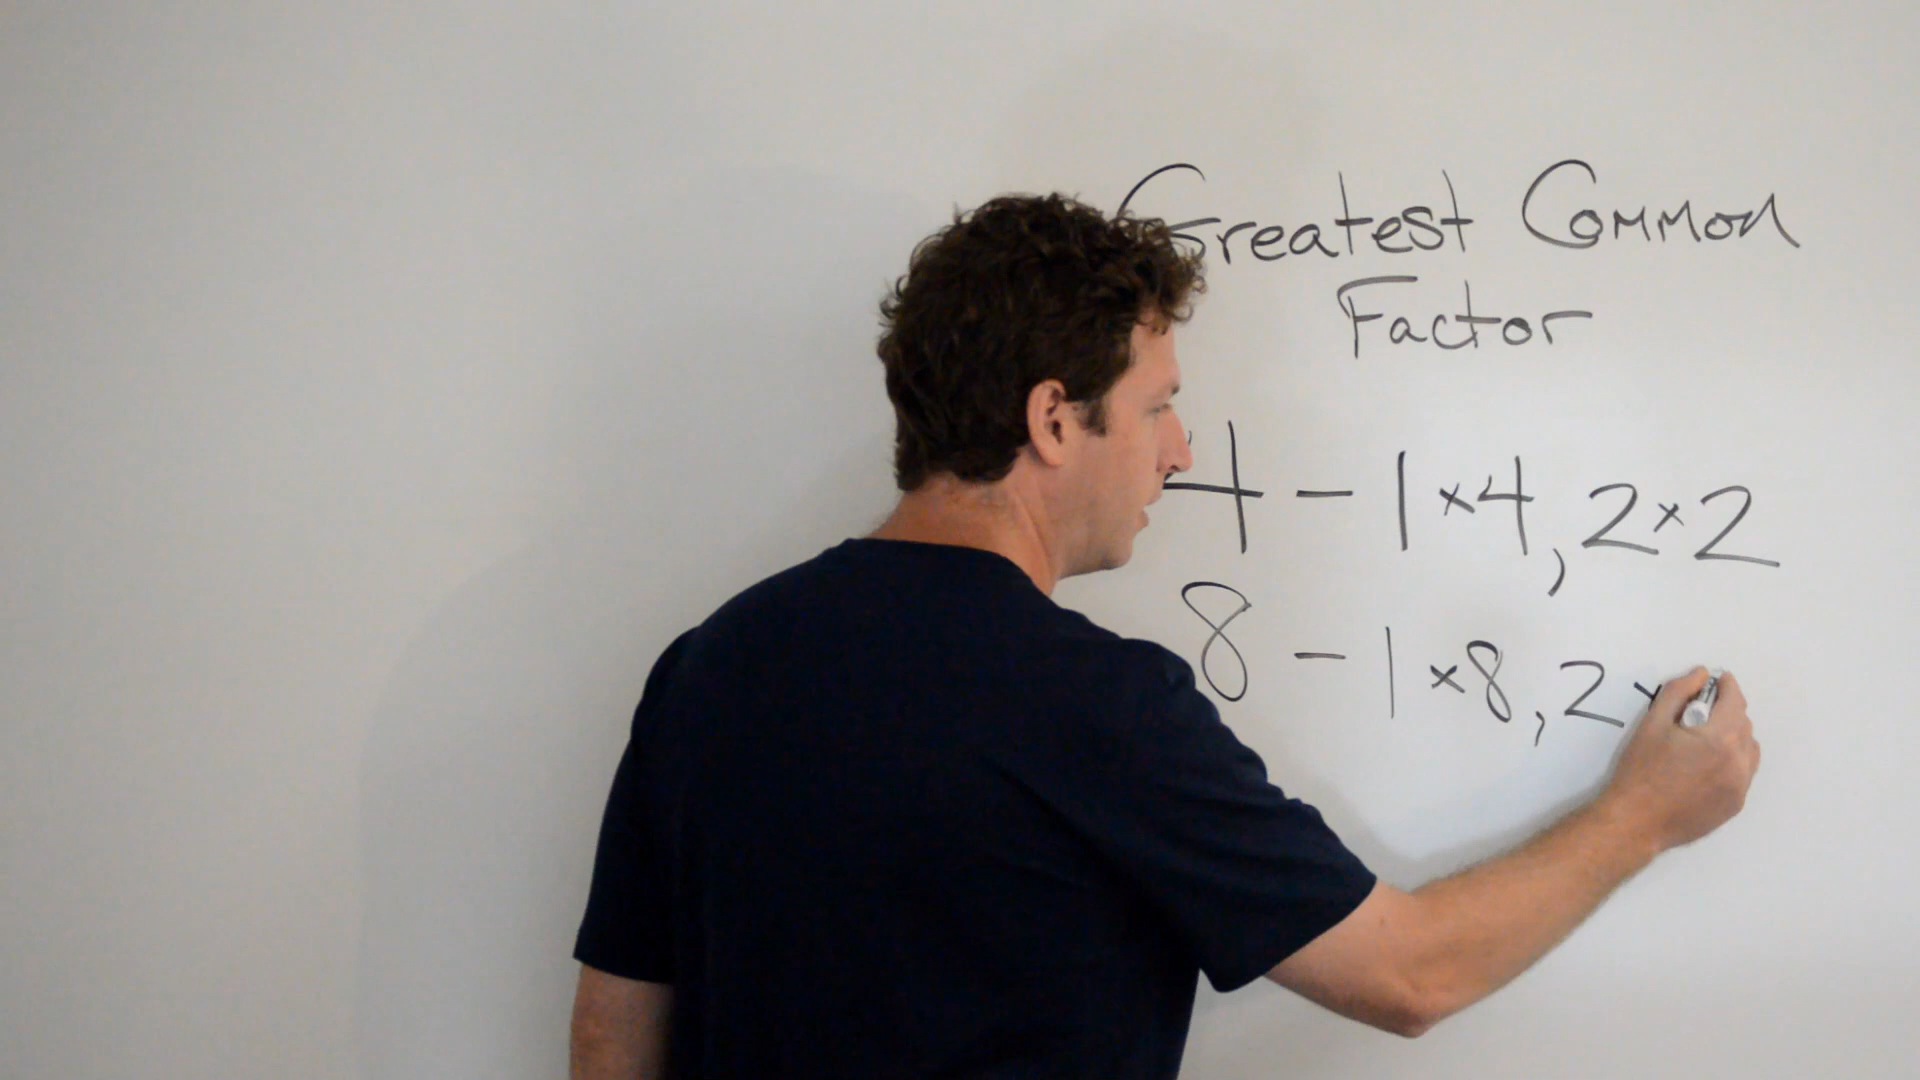 Greatest Common
Factor
4 - 1 × 4, 2 × 2
8 - 1 × 8, 2 ×